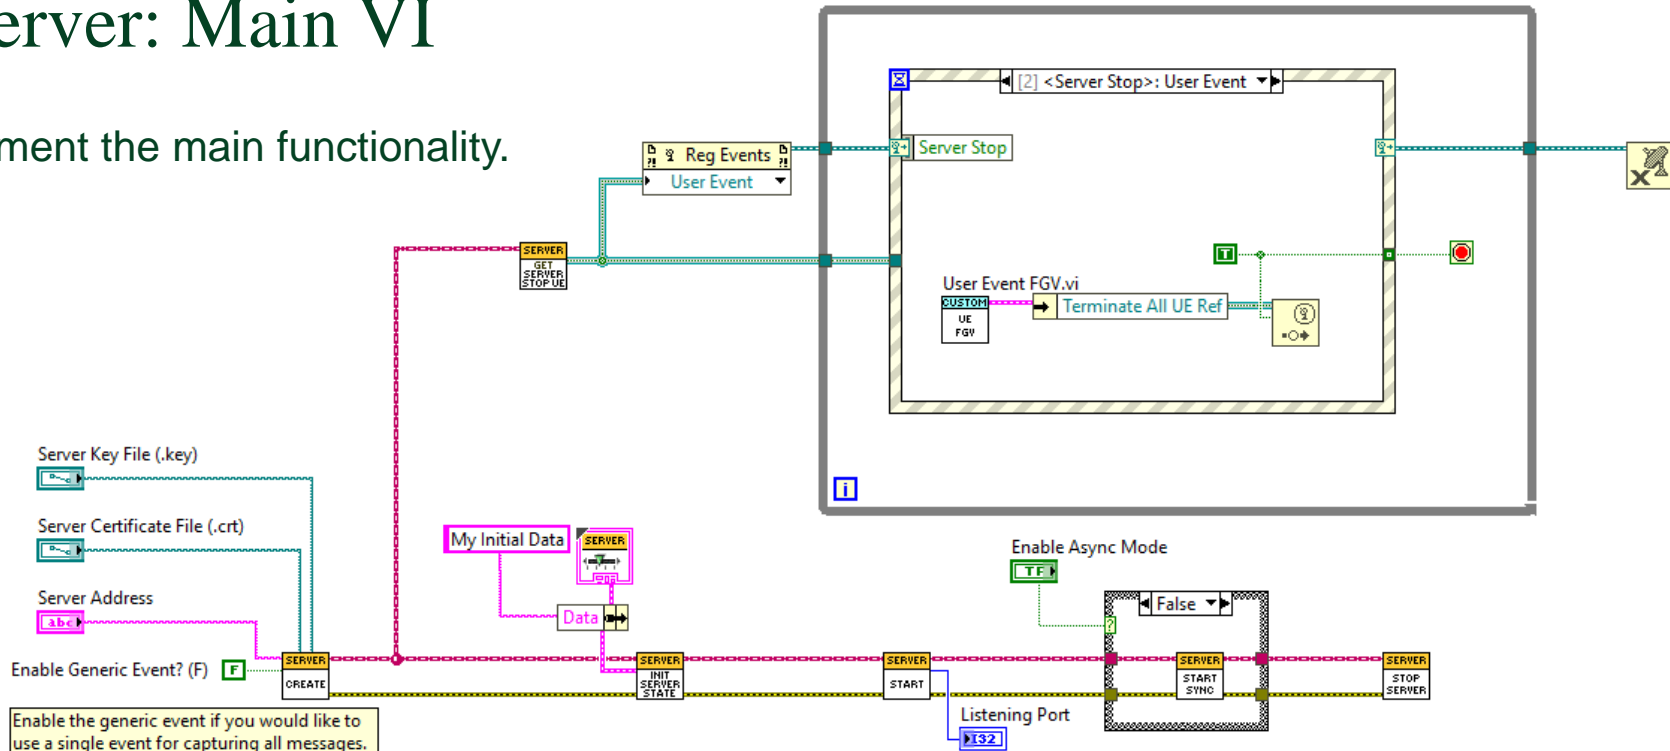 erver: Main VI
ment the main functionality.
[2] <Server Stop>: User Event
Reg Events
User Event
Server Stop
SERVER
GET
SERVER
STOP UE
T
User Event FGV.vi
CUSTOM
UE
FGV
Terminate All UE Ref
i
Server Key File (.key)
Server Certificate File (.crt)
Server Address
abc
Enable Generic Event? (F)
F
SERVER
CREATE
Enable the generic event if you would like to
use a single event for capturing all messages.
My Initial Data
SERVER
Data
SERVER
INIT
SERVER
STATE
SERVER
START
Listening Port
I32
Enable Async Mode
TF
False
?
SERVER
START
SYNC
SERVER
STOP
SERVER